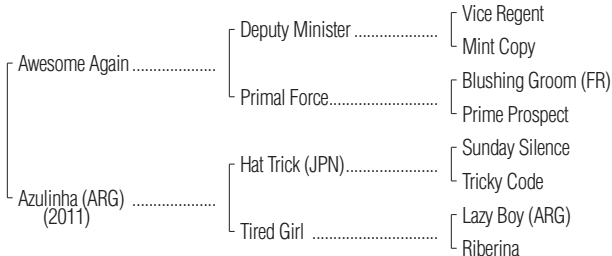 Vice Regent
Deputy Minister ....................
Mint Copy
Awesome Again ....................
Blushing Groom (FR)
Primal Force..........................
Prime Prospect
Sunday Silence
Hat Trick (JPN)......................
Tricky Code
Azulinha (ARG) ....................
(2011)
Lazy Boy (ARG)
Tired Girl ..............................
Riberina